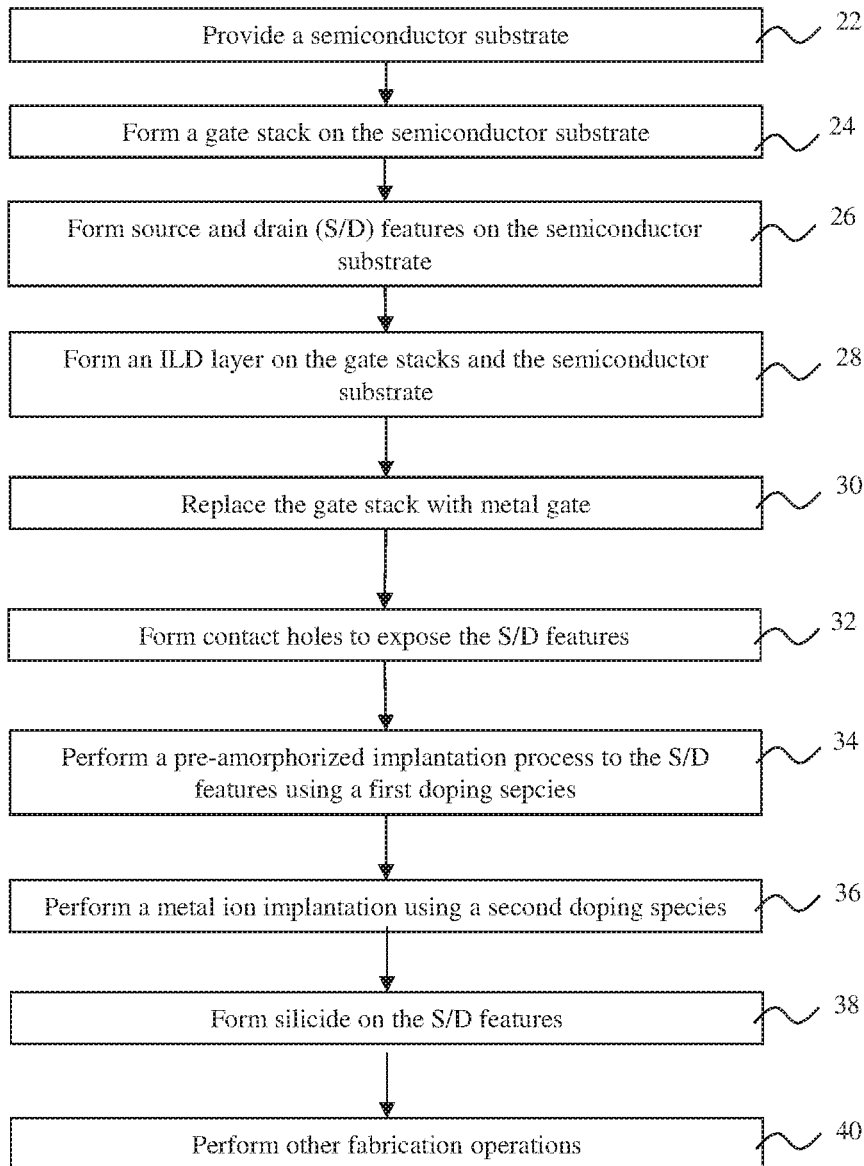 Provide a semiconductor substrate
22
Form a gate stack on the semiconductor substrate
24
Form source and drain (S/D) features on the semiconductor
substrate
26
Form an ILD layer on the gate stacks and the semiconductor
substrate
28
Replace the gate stack with metal gate
30
Form contact holes to expose the S/D features
32
Perform a pre-amorphized implantation process to the S/D
features using a first doping sepcies
34
Perform a metal ion implantation using a second doping species
36
Form silicide on the S/D features
38
Perform other fabrication operations
40